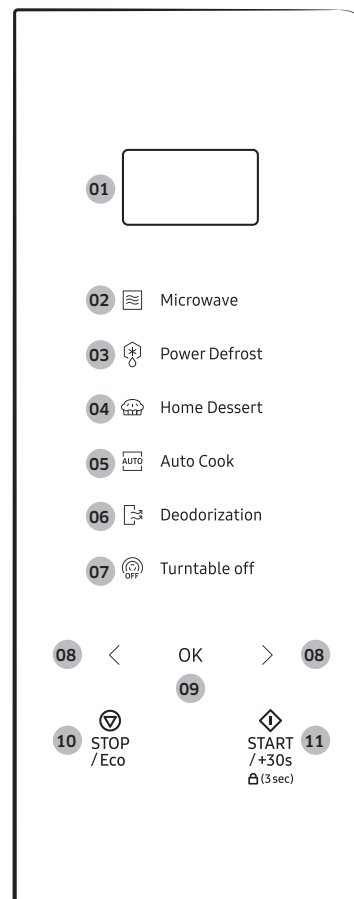 01
02 Microwave
03 Power Defrost
04 Home Dessert
05 AUTO Auto Cook
06 Deodorization
07 OFF Turntable off
08 < OK > 08
09
10 STOP
/Eco
START 11
/+30s
(3 sec)